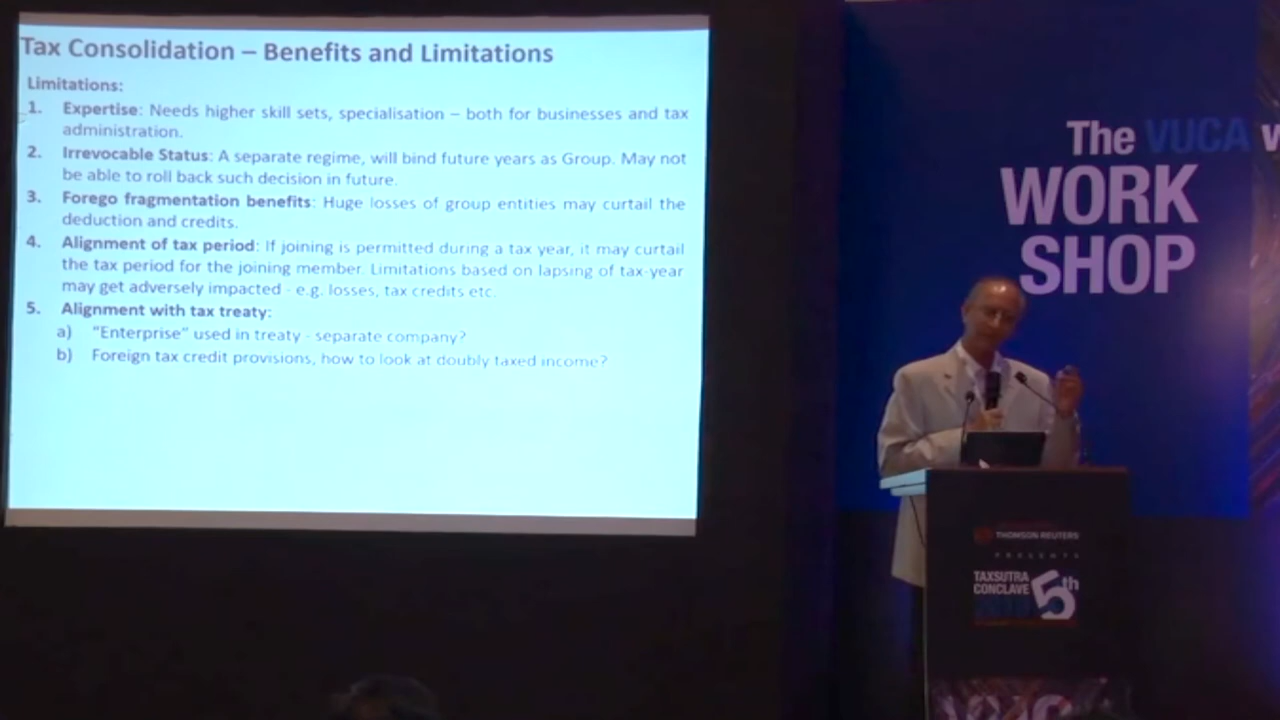 Tax Consolidation – Benefits and Limitations
Limitations:
1. Expertise: Needs higher skill sets, specialisation – both for businesses and tax
administration.
2. Irrevocable Status: A separate regime, will bind future years as Group. May not
be able to roll back such decision in future.
3. Forego fragmentation benefits: Huge losses of group entities may curtail the
deduction and credits.
4. Alignment of tax period: If joining is permitted during a tax year, it may curtail
the tax period for the joining member. Limitations based on lapsing of tax-year
may get adversely impacted - e.g. losses, tax credits etc.
5. Alignment with tax treaty:
a) "Enterprise" used in treaty - separate company?
b) Foreign tax credit provisions, how to look at doubly taxed income?
The VUCA
WORK
SHOP
THOMSON REUTERS
PRESENTS
TAXSUTRA
CONCLAVE
5th